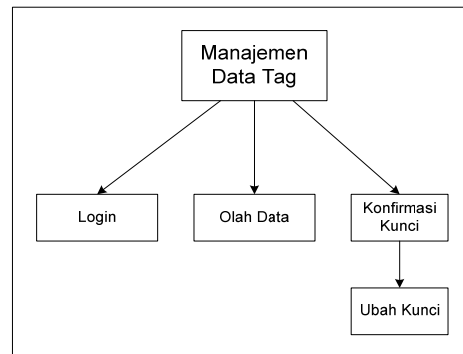 Manajemen
Data Tag
Login
Olah Data
Konfirmasi
Kunci
Ubah Kunci